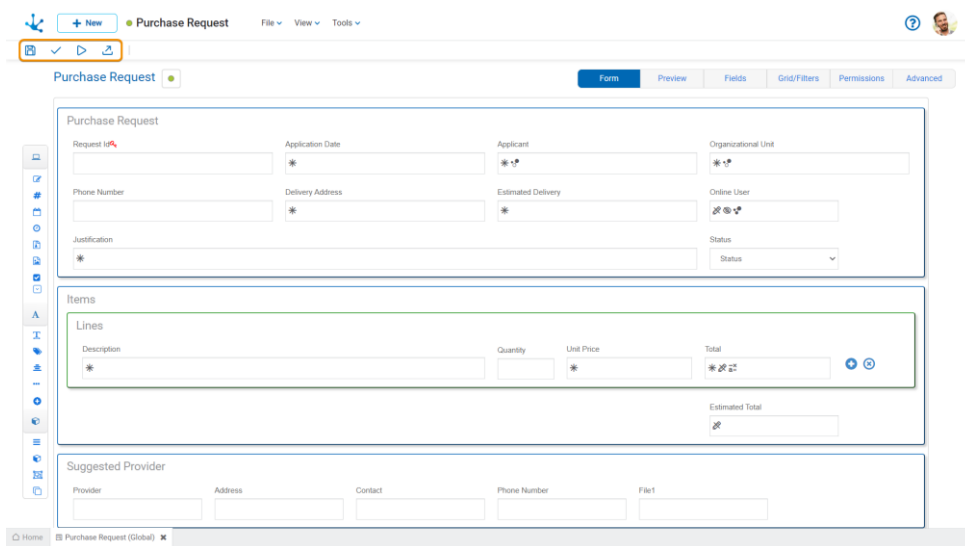 + New
Purchase Request
File
View
Tools
?
Purchase Request
Form
Preview
Fields
Grid/Filters
Permissions
Advanced
Purchase Request
Request Id
Application Date
Applicant
Organizational Unit
Phone Number
Delivery Address
Estimated Delivery
Online User
Justification
Status
Status
Items
Lines
Description
Quantity
Unit Price
Total
Estimated Total
Suggested Provider
Provider
Address
Contact
Phone Number
File1
Home
Purchase Request (Global)